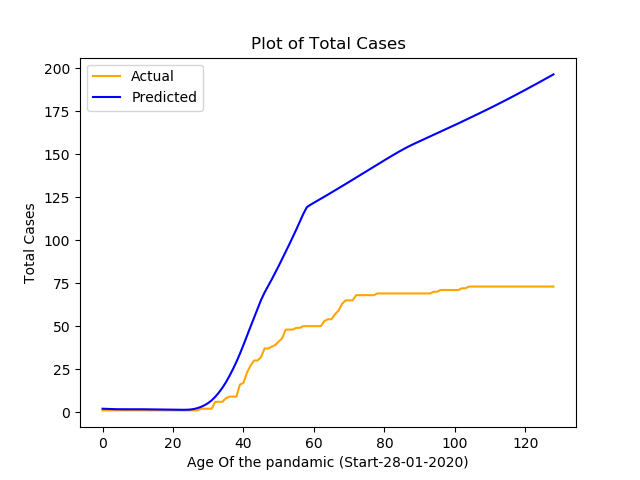 Plot of Total Cases
Actual
Predicted
200
175
150
125
100
75
50
25
0
Total Cases
0 20 40 60 80 100 120
Age Of the pandamic (Start-28-01-2020)